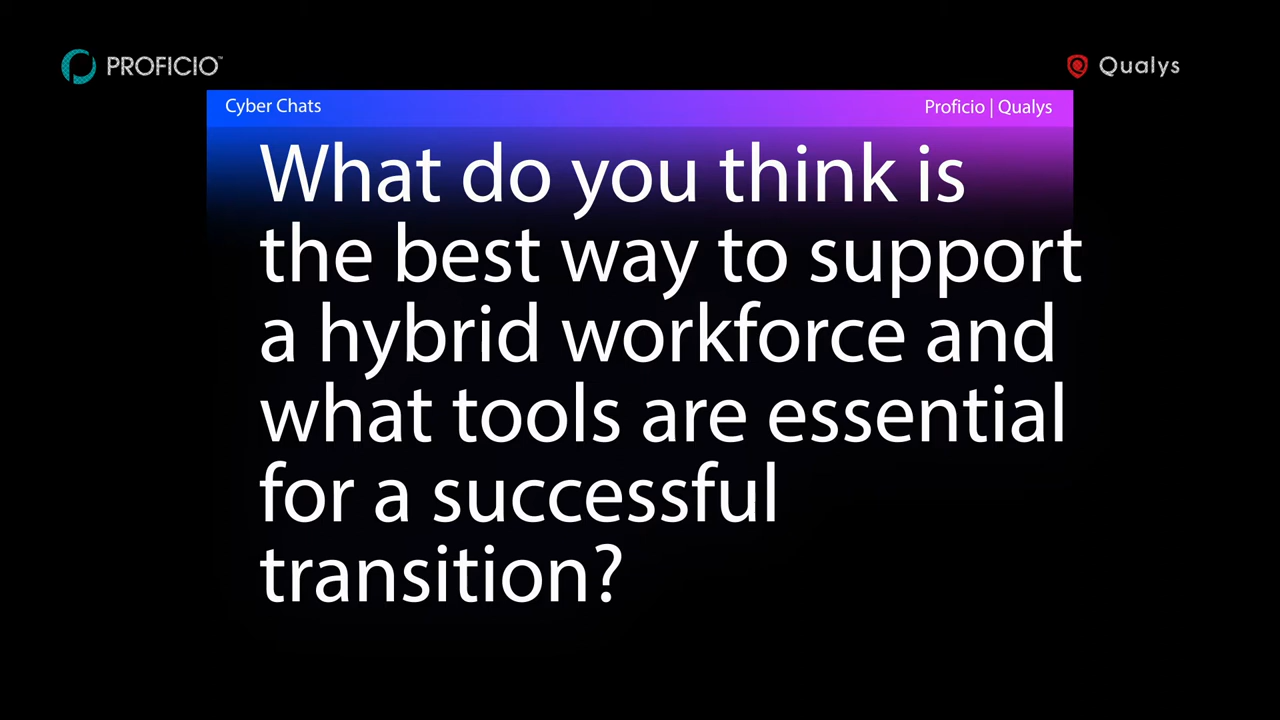 PROFICIO™
Qualys
Cyber Chats
Proficio | Qualys
What do you think is
the best way to support
a hybrid workforce and
what tools are essential
for a successful
transition?